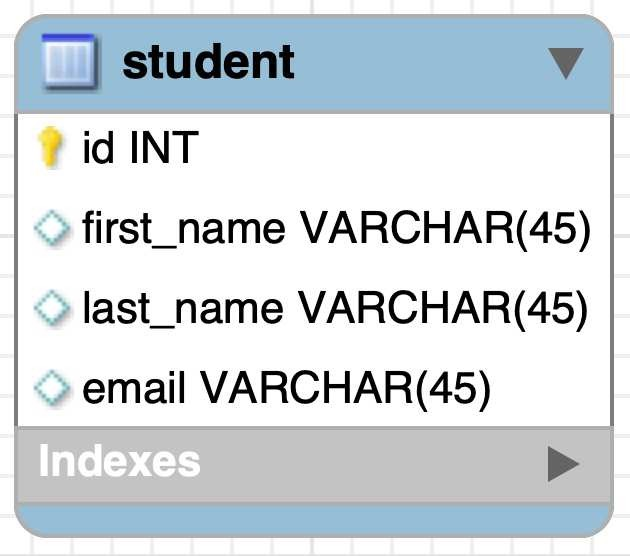 student
id INT
first_name VARCHAR(45)
last_name VARCHAR(45)
email VARCHAR(45)
Indexes